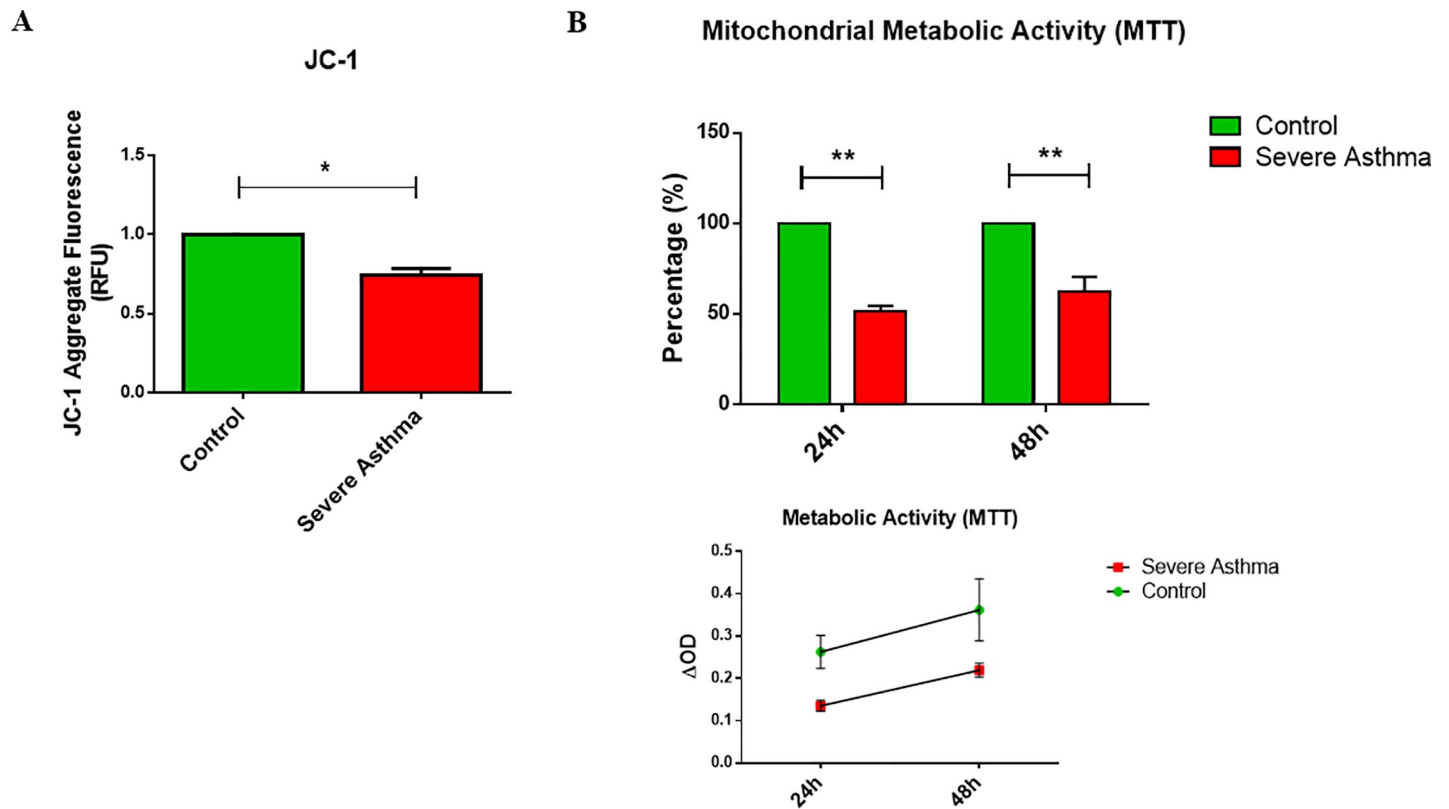 A
JC-1
JC-1 Aggregate Fluorescence
(RFU)
1.5
1.0
0.5
0.0
*
Control
Severe Asthma
B
Mitochondrial Metabolic Activity (MTT)
Percentage (%)
150
100
50
0
**
**
24h
48h
Control
Severe Asthma
Metabolic Activity (MTT)
ΔOD
0.5
0.4
0.3
0.2
0.1
0.0
24h
48h
Severe Asthma
Control